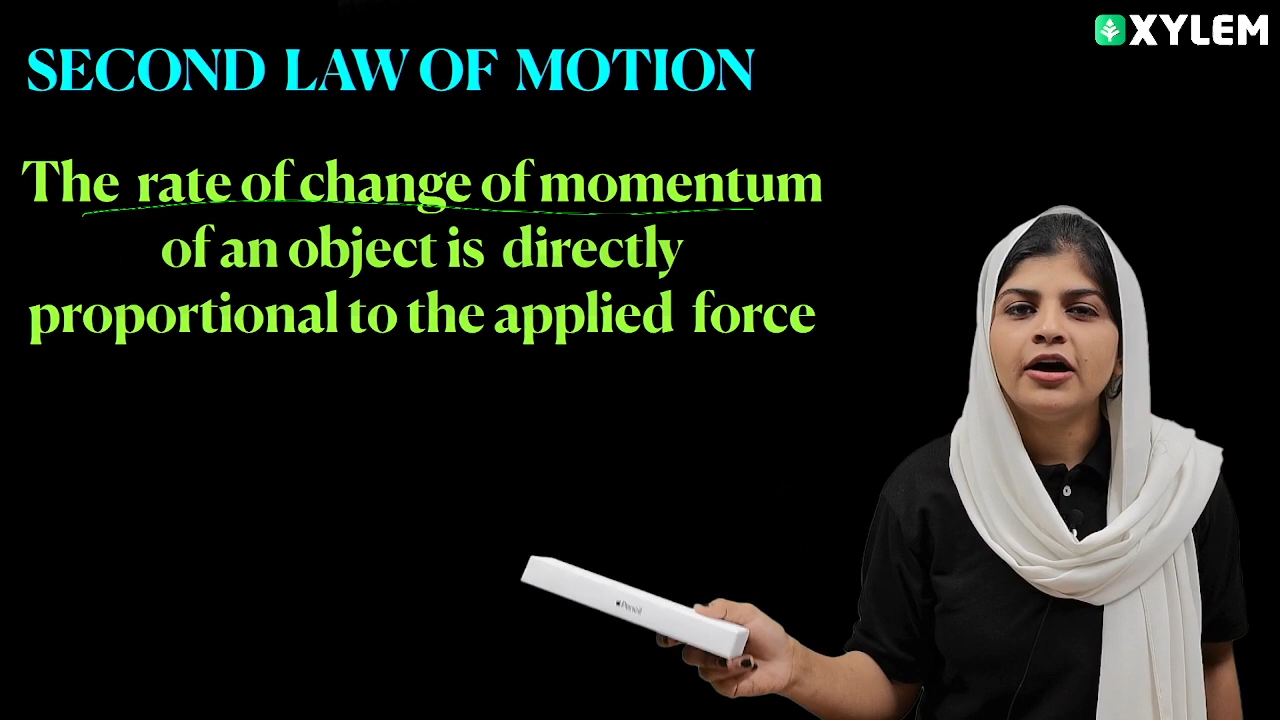 XYLEM
SECOND LAW OF MOTION
The rate of change of momentum
of an object is directly
proportional to the applied force
Pencil